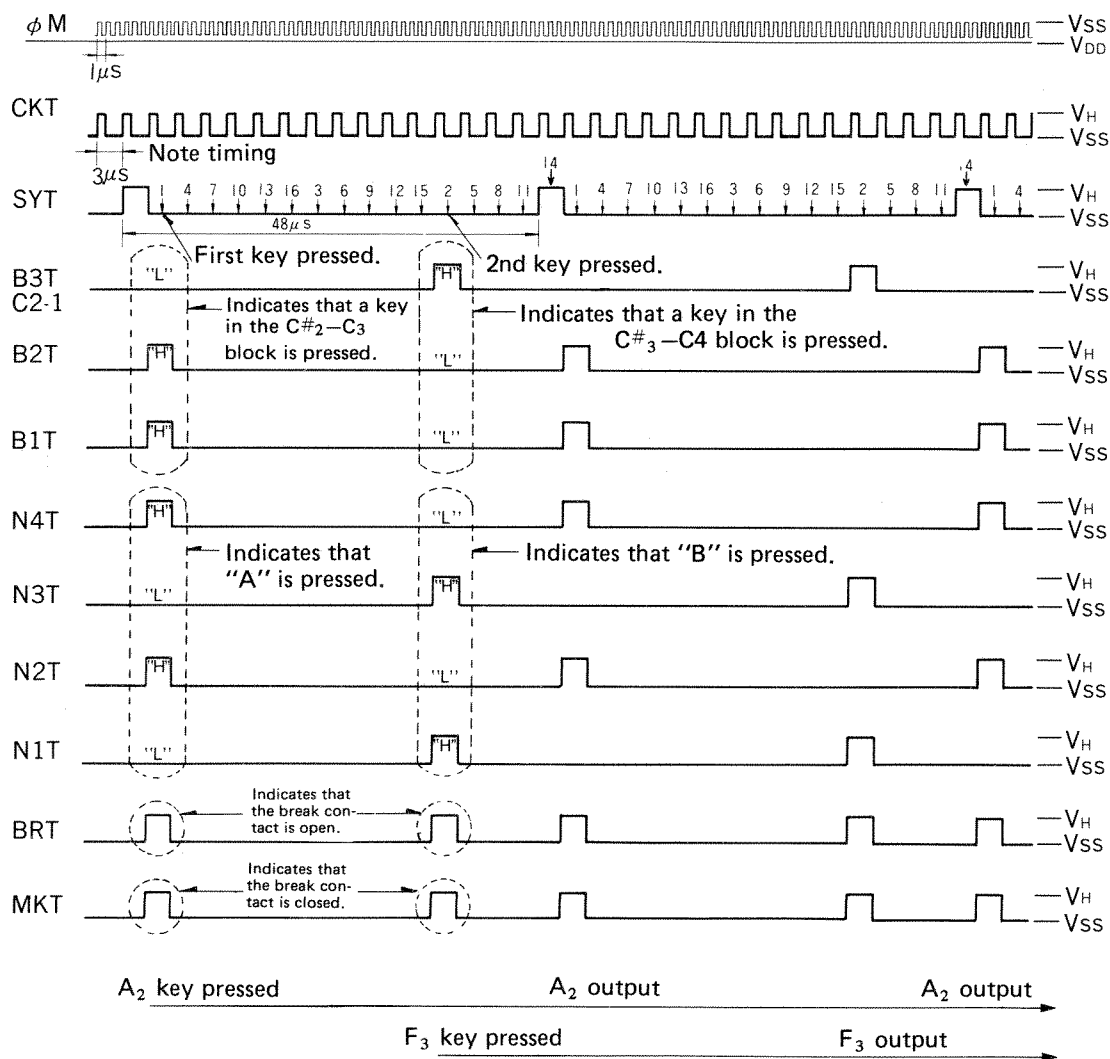 φM
VSS
VDD
1μS
CKT
VH
VSS
Note timing
3μS
14
14
SYT
1 4 7 10 13 16 3 6 9 12 15 2 5 8 11
1 4 7 10 13 16 3 6 9 12 15 2 5 8 11
1 4
VH
VSS
48μS
First key pressed.
2nd key pressed.
B3T
C2-1
"L"
"H"
VH
VSS
Indicates that a key
in the C#2–C3
block is pressed.
Indicates that a key in the
C#3–C4 block is pressed.
B2T
"H"
"L"
VH
VSS
B1T
"H"
"L"
VH
VSS
N4T
"H"
"L"
VH
VSS
Indicates that
"A" is pressed.
Indicates that "B" is pressed.
N3T
"L"
"H"
VH
VSS
N2T
"H"
"L"
VH
VSS
N1T
"L"
"H"
VH
VSS
Indicates that
the break con-
tact is open.
BRT
VH
VSS
Indicates that
the break con-
tact is closed.
MKT
VH
VSS
A2 key pressed
A2 output
A2 output
F3 key pressed
F3 output